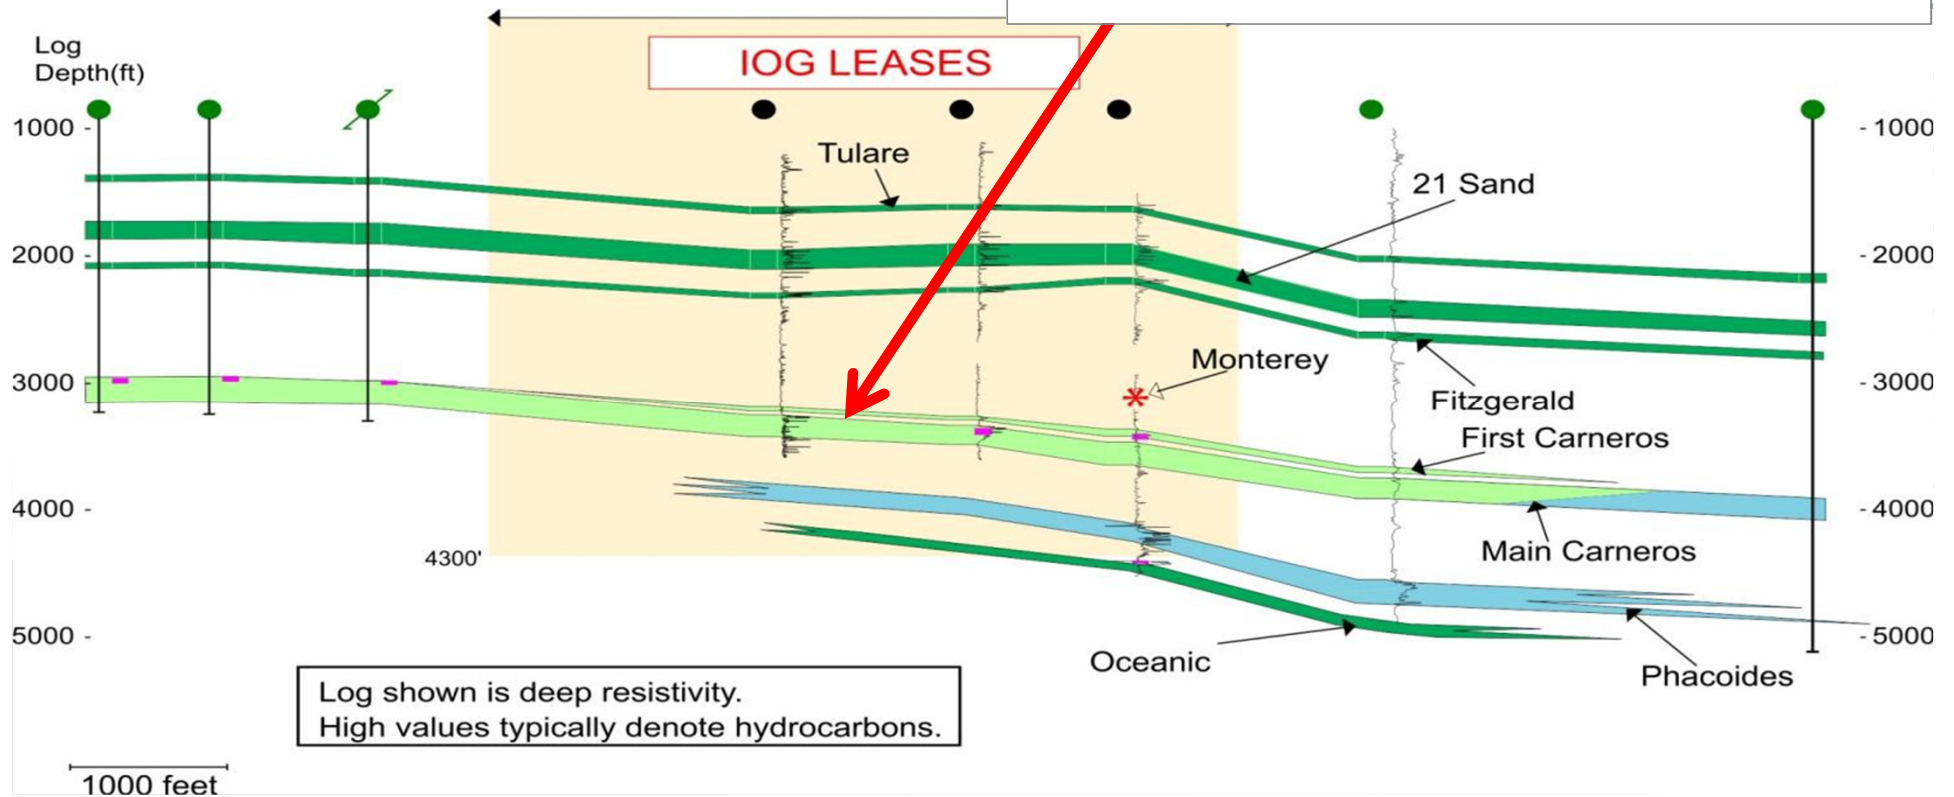 Log
Depth(ft)
IOG LEASES
1000 -
- 1000
Tulare
21 Sand
2000 -
- 2000
Monterey
3000 -
- 3000
Fitzgerald
First Carneros
4000 -
- 4000
Main Carneros
4300'
5000 -
- 5000
Oceanic
Phacoides
Log shown is deep resistivity.
High values typically denote hydrocarbons.
1000 feet